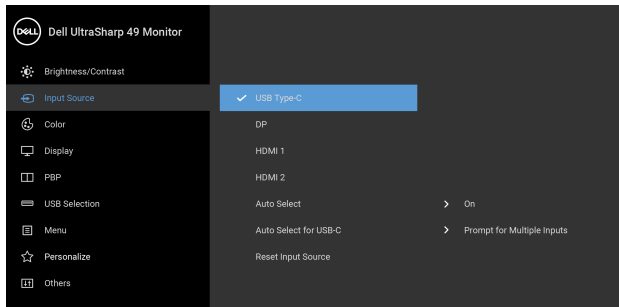 DELL Dell UltraSharp 49 Monitor
Brightness/Contrast
Input Source USB Type-C
Color DP
Display HDMI 1
PBP HDMI 2
USB Selection Auto Select On
Menu Auto Select for USB-C Prompt for Multiple Inputs
Personalize Reset Input Source
Others